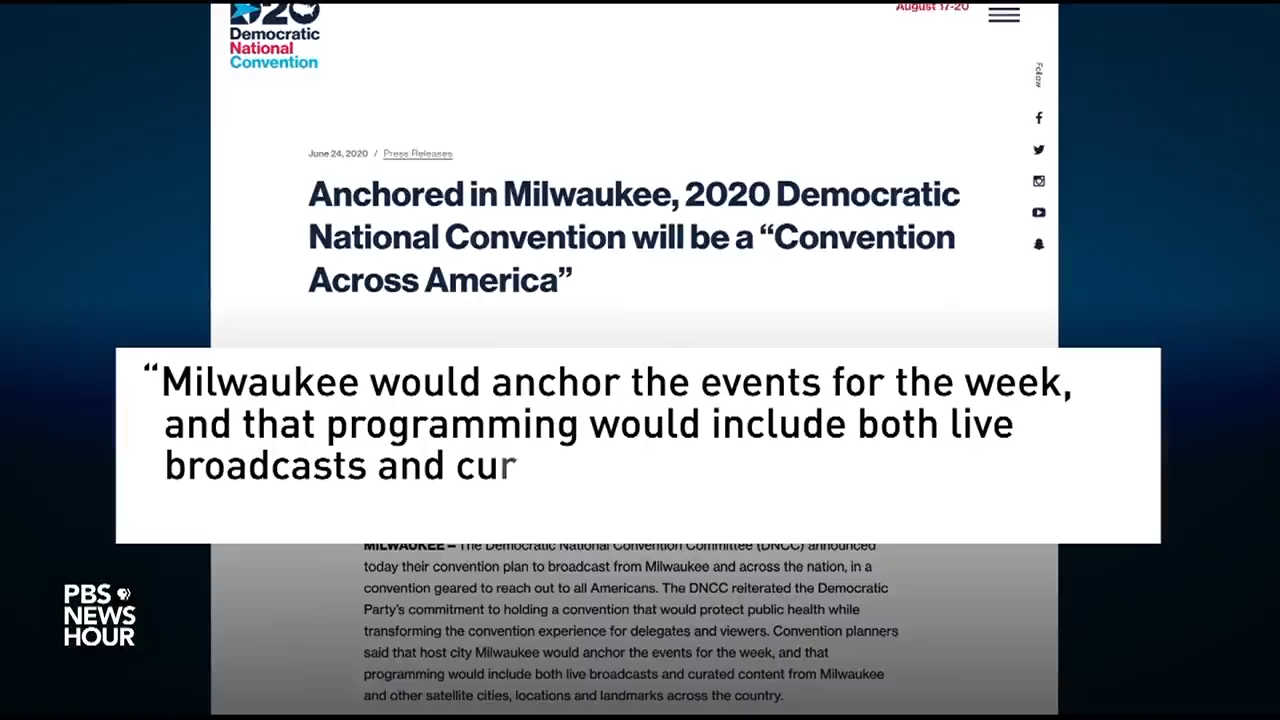 D20
August 17-20
Democratic
National
Convention
Follow
June 24, 2020 / Press Releases
Anchored in Milwaukee, 2020 Democratic
National Convention will be a “Convention
Across America”
“Milwaukee would anchor the events for the week,
and that programming would include both live
broadcasts and cur
MILWAUKEE – The Democratic National Convention Committee (DNCC) announced
today their convention plan to broadcast from Milwaukee and across the nation, in a
convention geared to reach out to all Americans. The DNCC reiterated the Democratic
Party’s commitment to holding a convention that would protect public health while
transforming the convention experience for delegates and viewers. Convention planners
said that host city Milwaukee would anchor the events for the week, and that
programming would include both live broadcasts and curated content from Milwaukee
and other satellite cities, locations and landmarks across the country.
PBS
NEWS
HOUR